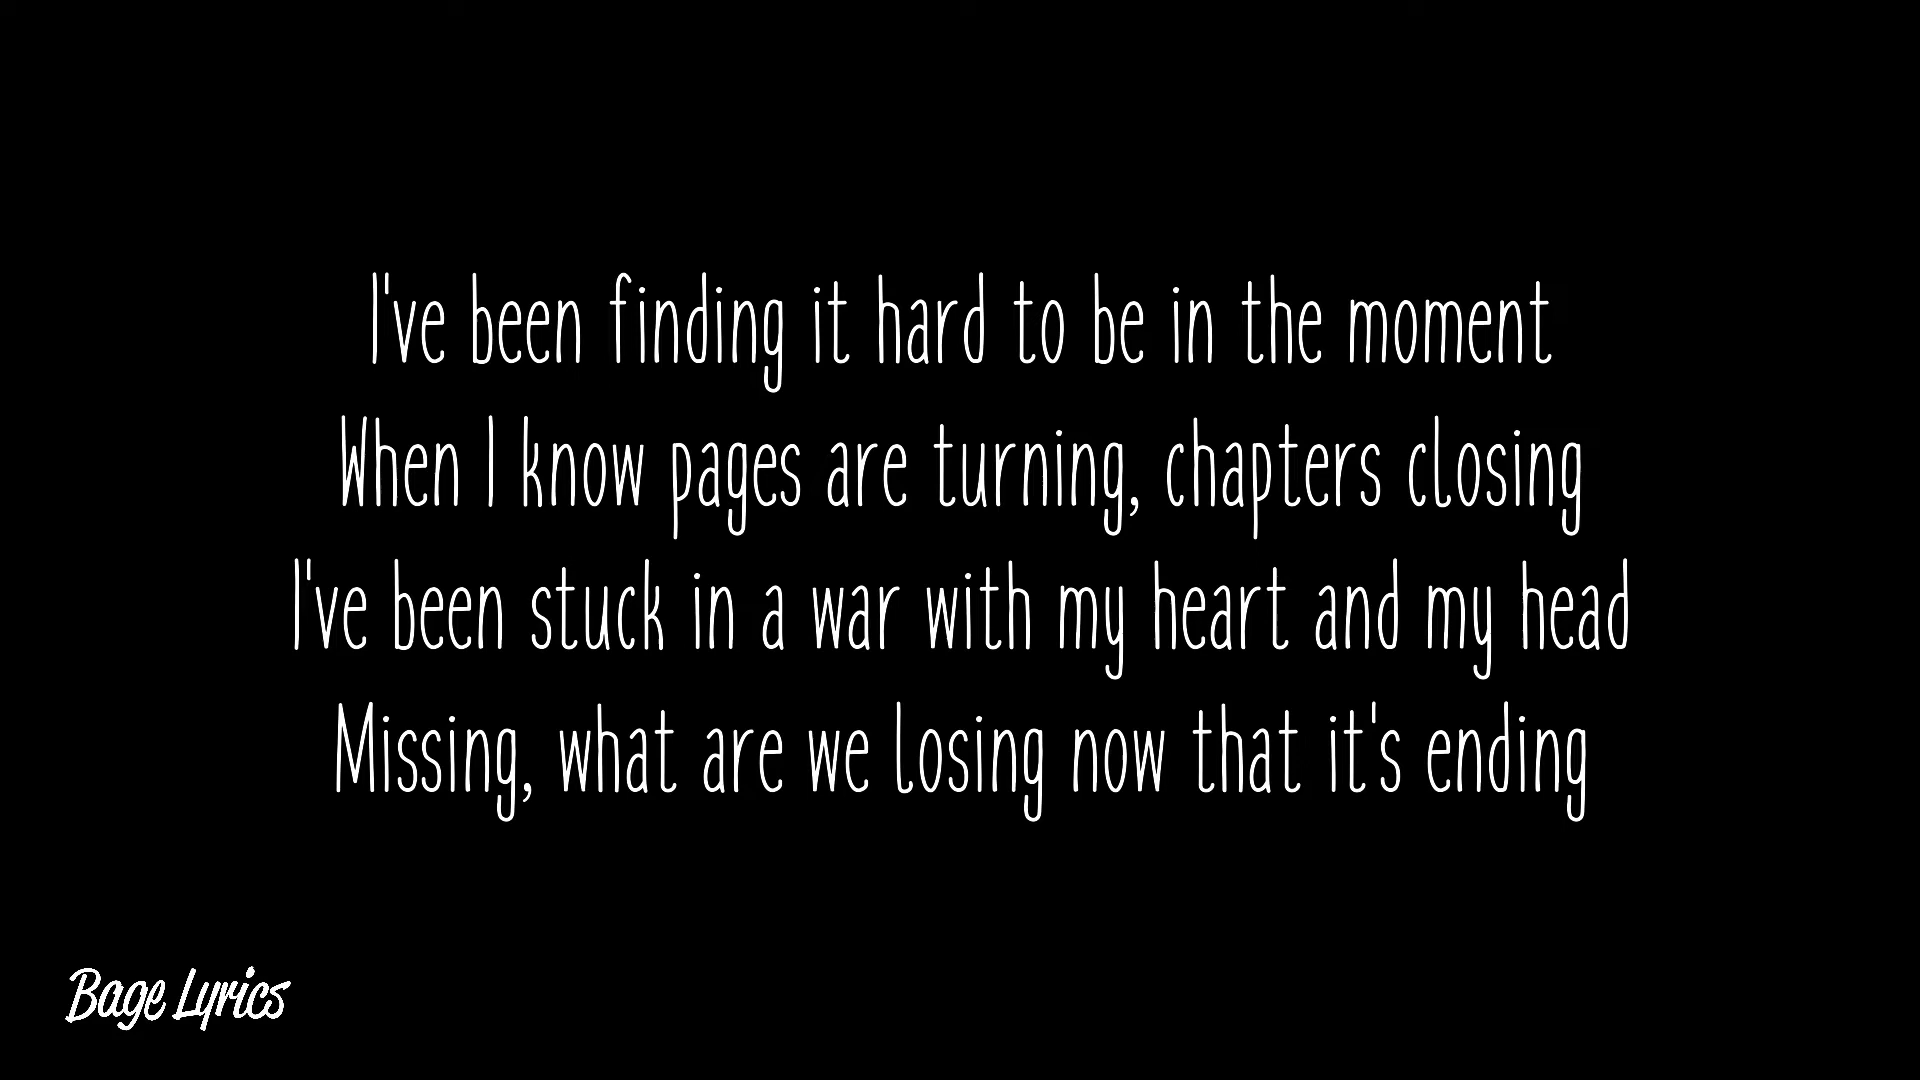 I've been finding it hard to be in the moment
When I know pages are turning, chapters closing
I've been stuck in a war with my heart and my head
Missing, what are we losing now that it's ending
Bage Lyrics